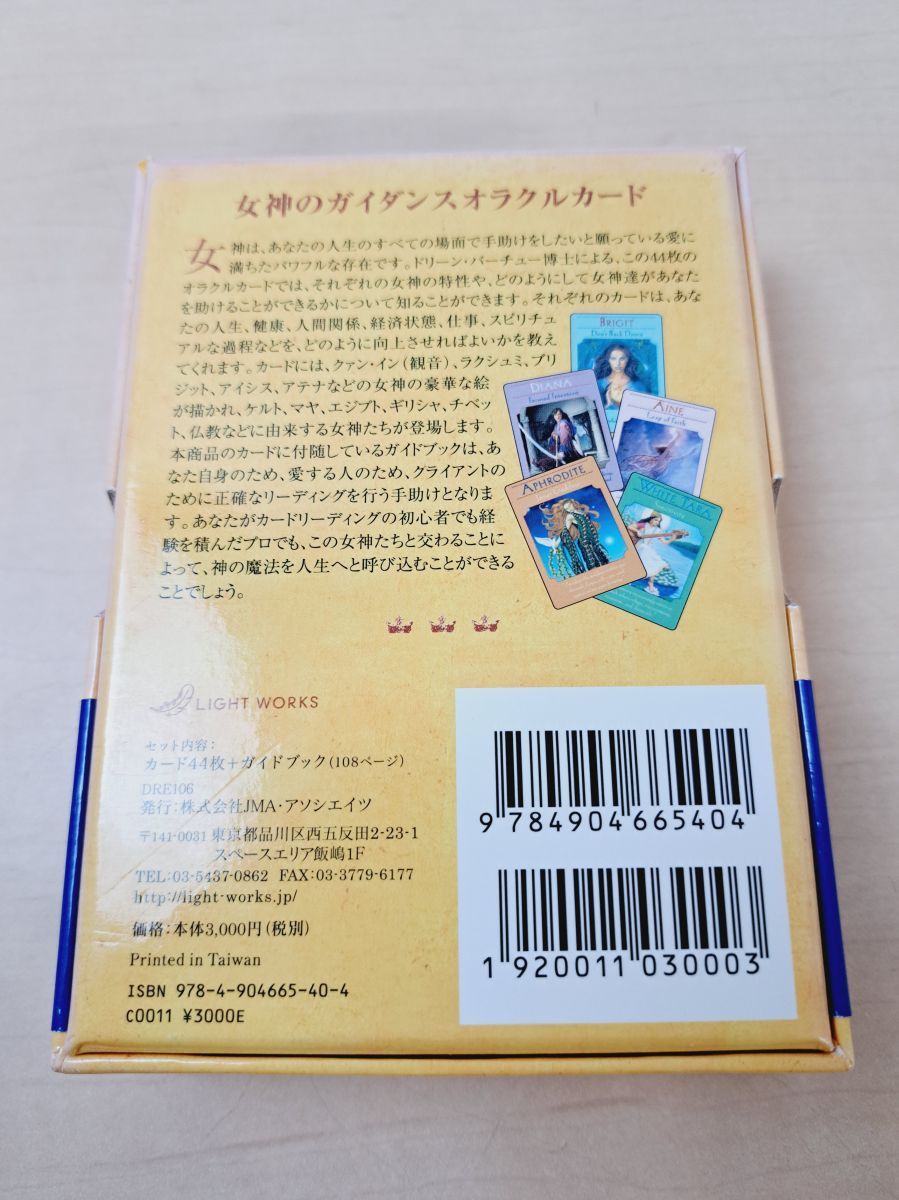 女神のガイダンスオラクルカード
女神は、あなたの人生のすべての場面で手助けをしたいと願っている愛に
満ちたパワフルな存在です。ドリーン・バーチュー博士による、この44枚の
オラクルカードでは、それぞれの女神の特性や、どのようにして女神達があなた
を助けることができるかについて知ることができます。それぞれのカードは、あな
たの人生、健康、人間関係、経済状態、仕事、スピリチュ
アルな過程などを、どのように向上させればよいかを教え
てくれます。カードには、クァン・イン(観音)、ラクシュミ、ブリ
ジット、アイシス、アテナなどの女神の豪華な絵
が描かれ、ケルト、マヤ、エジプト、ギリシャ、チベッ
ト、仏教などに由来する女神たちが登場します。
本商品のカードに付随しているガイドブックは、あ
なた自身のため、愛する人のため、クライアントの
ために正確なリーディングを行う手助けとなりま
す。あなたがカードリーディングの初心者でも経
験を積んだプロでも、この女神たちと交わることに
よって、神の魔法を人生へと呼び込むことができる
ことでしょう。
BRIGIT
Don't Back Down
DIANA
Focused Intention
AINE
Leap of Faith
APHRODITE
WHITE TARA
LIGHT WORKS
セット内容:
カード44枚+ガイドブック(108ページ)
DRE106
発行:株式会社JMA・アソシエイツ
〒141-0031 東京都品川区西五反田2-23-1
スペースエリア飯嶋1F
TEL:03-5437-0862 FAX:03-3779-6177
http://light-works.jp/
価格:本体3,000円(税別)
Printed in Taiwan
ISBN 978-4-904665-40-4
C0011 ¥3000E
9 784904 665404
1 920011 030003